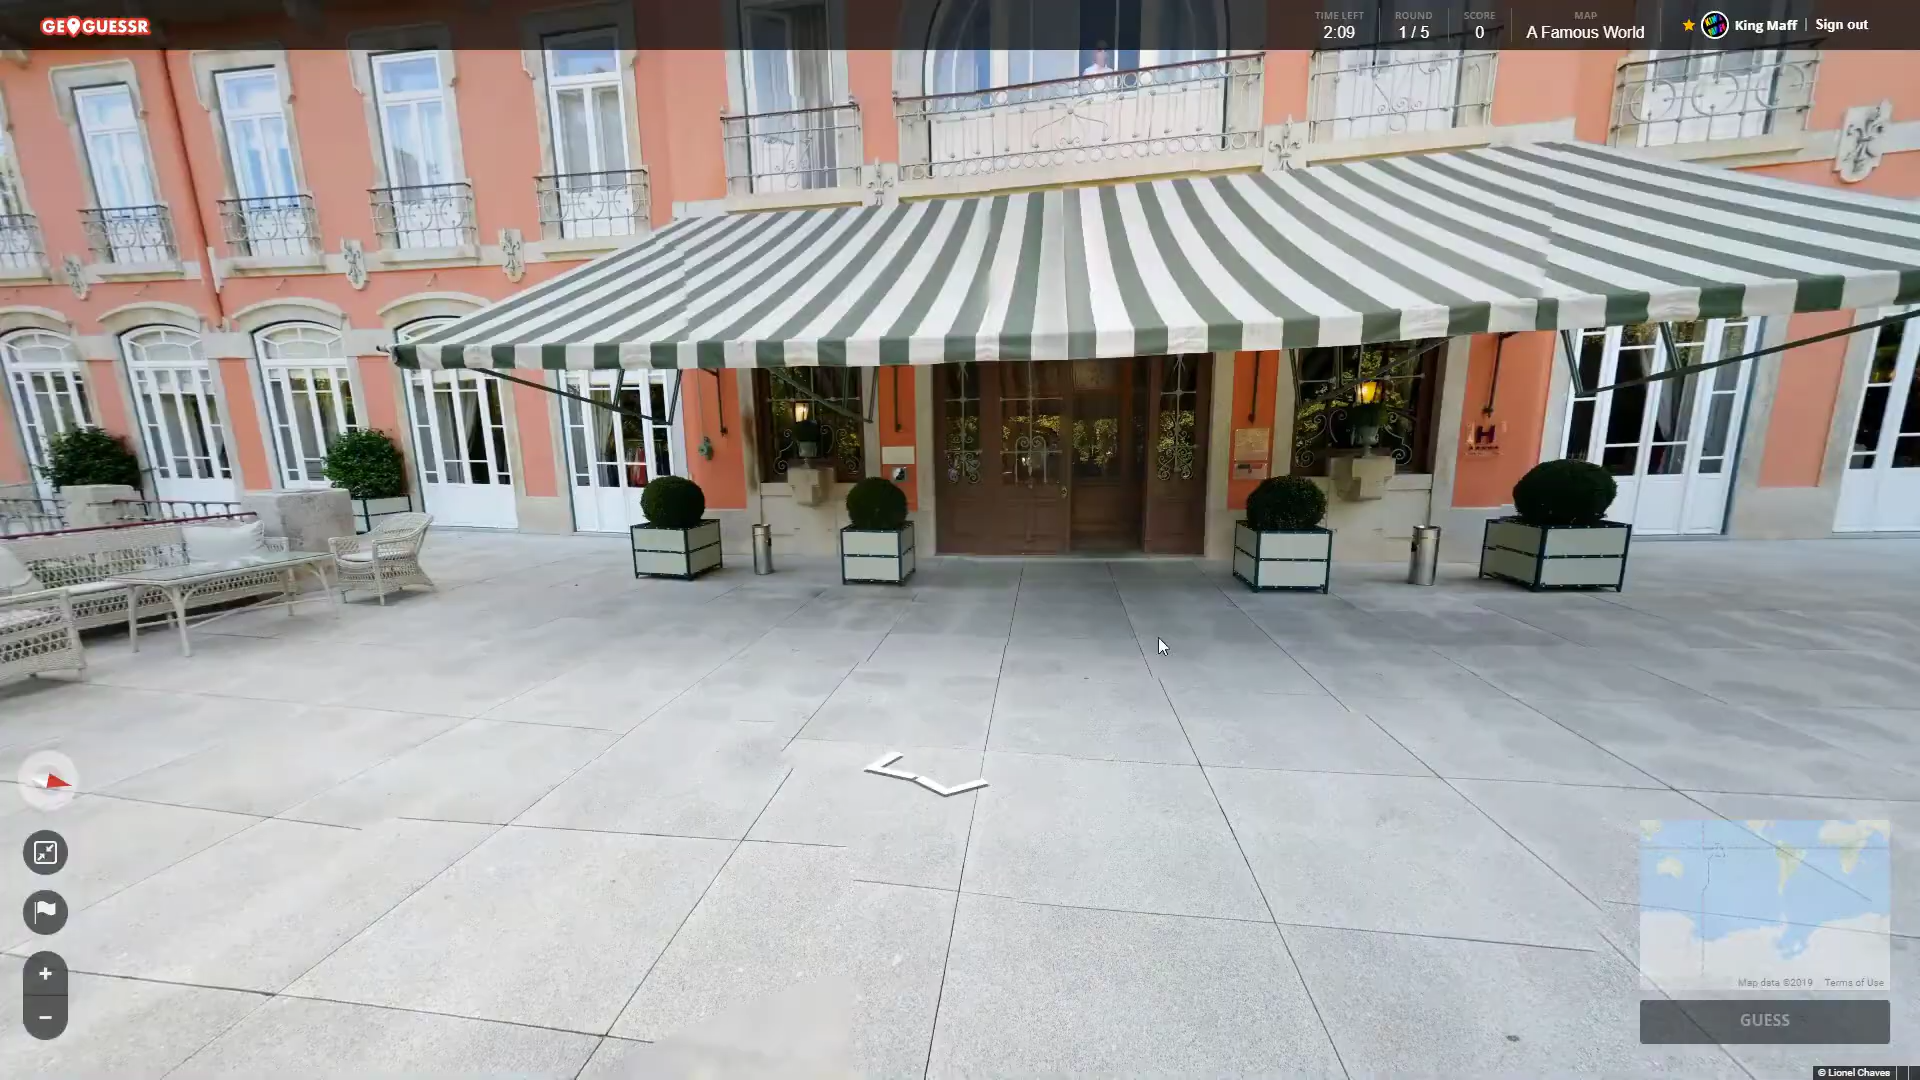 GEOGUESSR
TIME LEFT
2:09
ROUND
1 / 5
SCORE
0
MAP
A Famous World
King Maff
Sign out
H
Map data ©2019
Terms of Use
GUESS
© Lionel Chaves